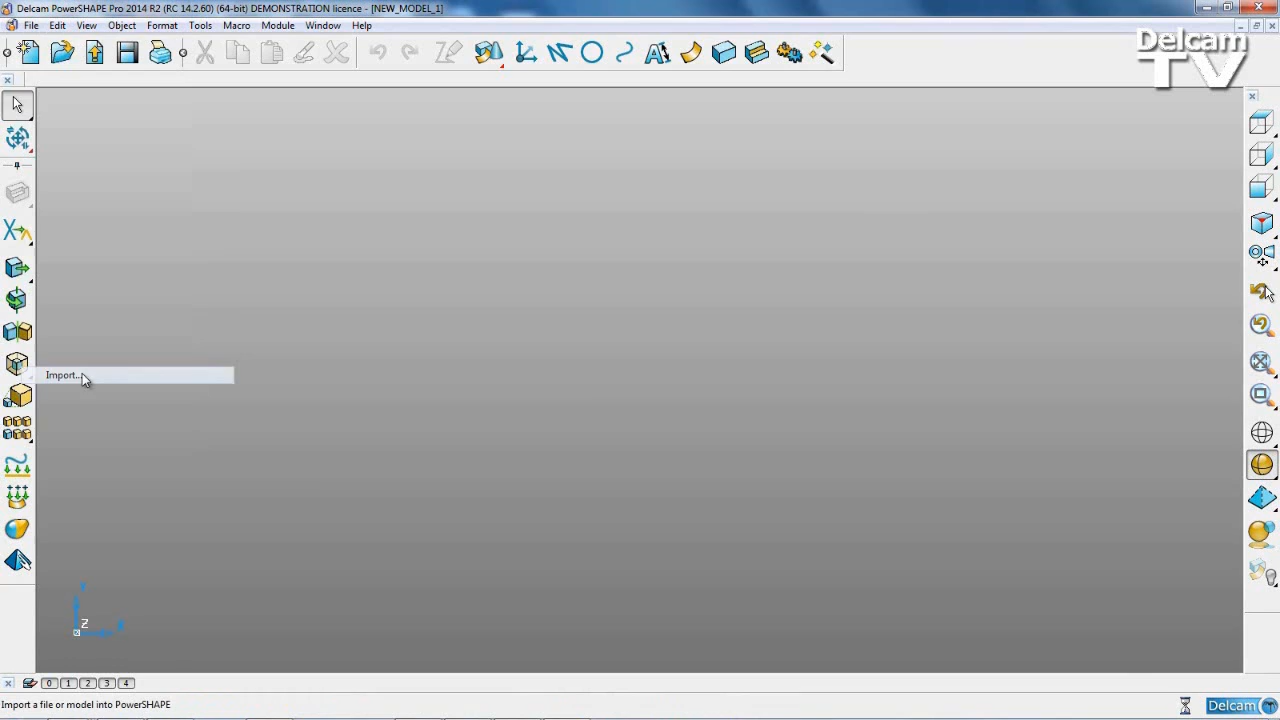 Delcam PowerSHAPE Pro 2014 R2 (RC 14.2.60) (64-bit) DEMONSTRATION licence - [NEW_MODEL_1]
File Edit View Object Format Tools Macro Module Window Help
Delcam
TV
Import...
Y
Z X
0 1 2 3 4
Import a file or model into PowerSHAPE
Delcam